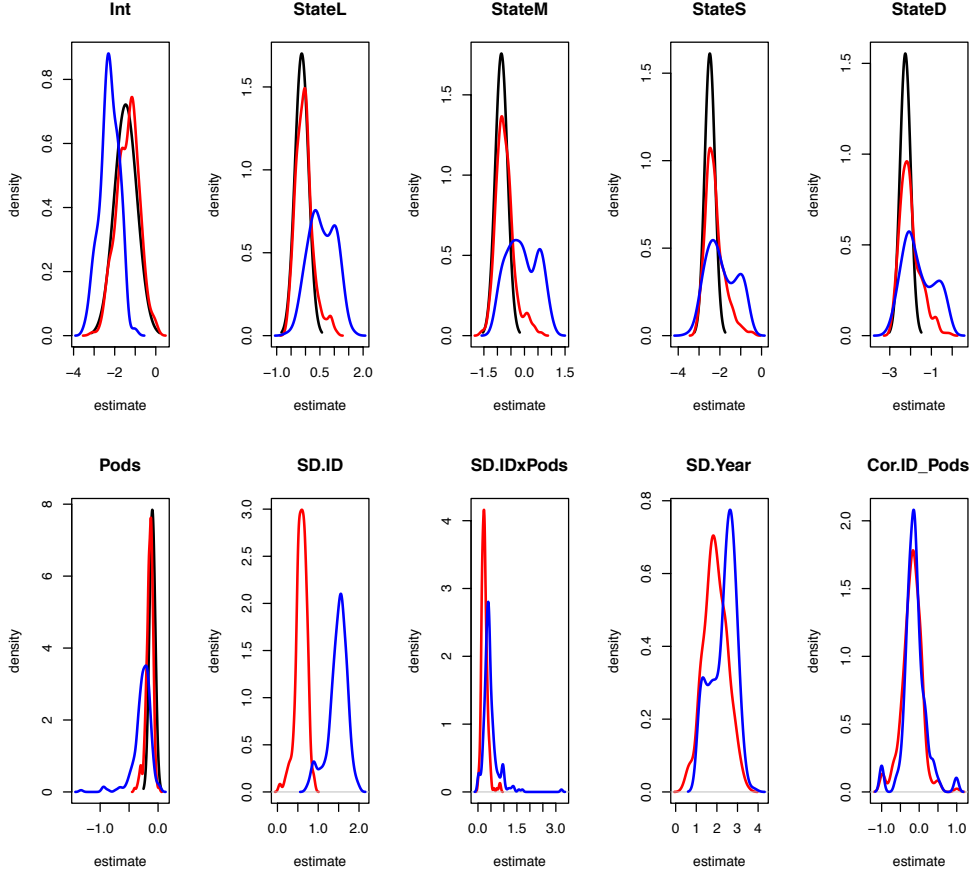 Int
StateL
StateM
StateS
StateD
density
0.0 0.2 0.4 0.6 0.8
−4 −2 0
estimate
density
0.0 0.5 1.0 1.5
−1.0 0.5 2.0
estimate
density
0.0 0.5 1.0 1.5
−1.5 0.0 1.5
estimate
density
0.0 0.5 1.0 1.5
−4 −2 0
estimate
density
0.0 0.5 1.0 1.5
−3 −1
estimate
Pods
SD.ID
SD.IDxPods
SD.Year
Cor.ID_Pods
density
0 2 4 6 8
−1.0 0.0
estimate
density
0.0 0.5 1.0 1.5 2.0 2.5 3.0
0.0 1.0 2.0
estimate
density
0 1 2 3 4
0.0 1.5 3.0
estimate
density
0.0 0.2 0.4 0.6 0.8
0 1 2 3 4
estimate
density
0.0 0.5 1.0 1.5 2.0
−1.0 0.0 1.0
estimate